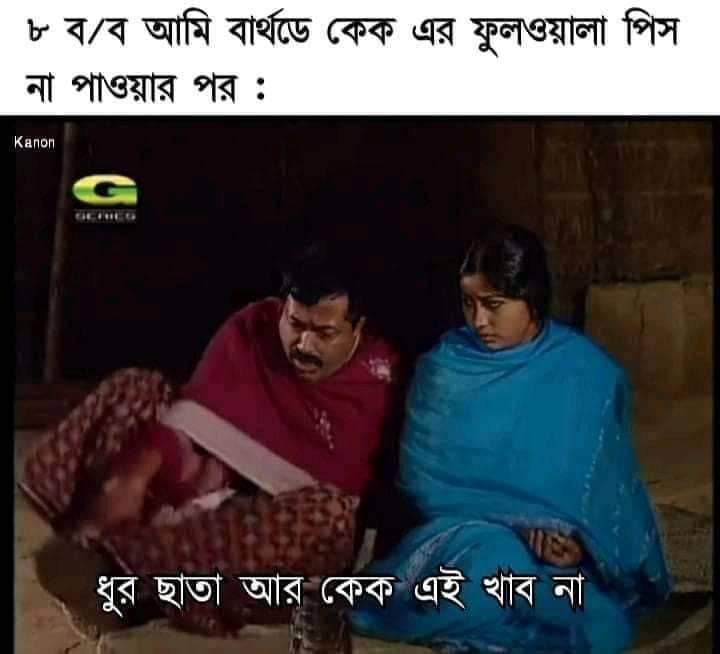 ৮ ব/ব আমি বার্থডে কেক এর ফুলওয়ালা পিস
না পাওয়ার পর :
Kanon
G
SERIES
ধুর ছাতা আর কেক এই খাব না